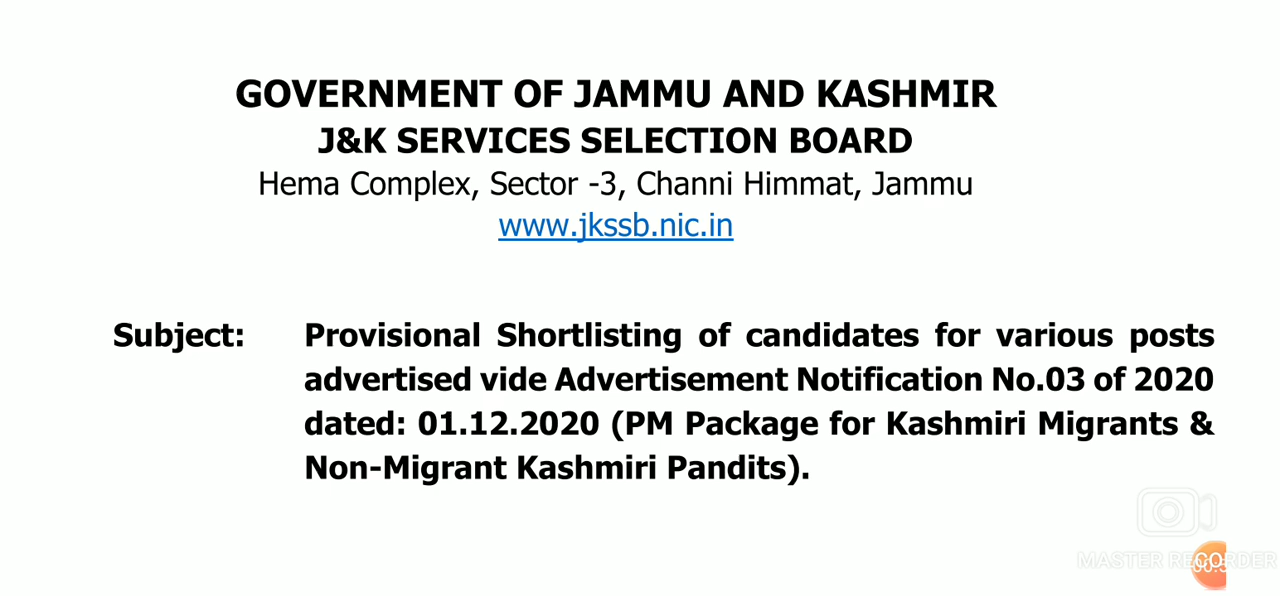 GOVERNMENT OF JAMMU AND KASHMIR
J&K SERVICES SELECTION BOARD
Hema Complex, Sector -3, Channi Himmat, Jammu
www.jkssb.nic.in
Subject: Provisional Shortlisting of candidates for various posts
advertised vide Advertisement Notification No.03 of 2020
dated: 01.12.2020 (PM Package for Kashmiri Migrants &
Non-Migrant Kashmiri Pandits).
MASTER RECORDER